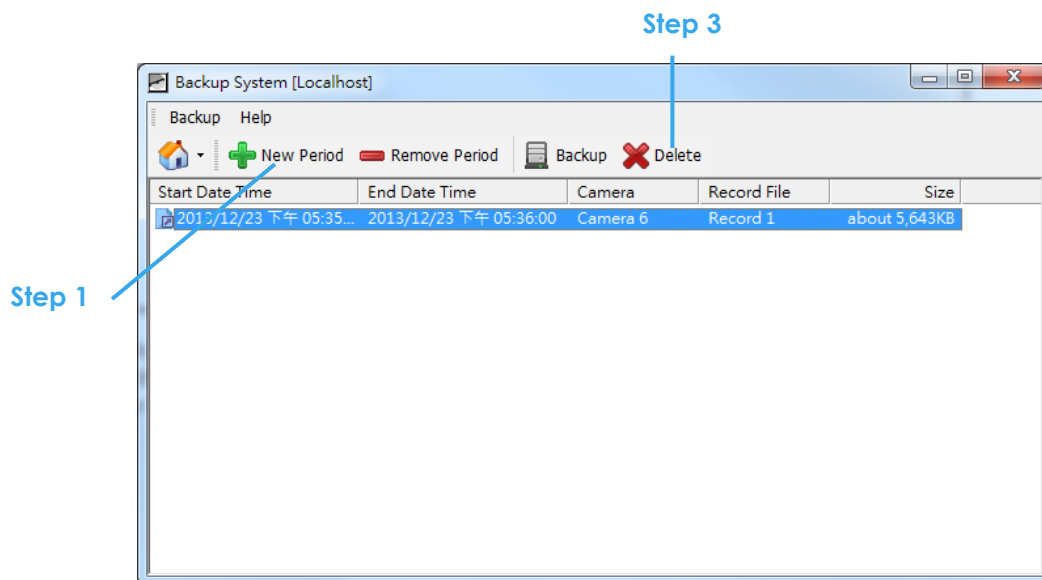 Step 3
Backup System [Localhost]
Backup Help
New Period Remove Period Backup Delete
Start Date Time End Date Time Camera Record File Size
2013/12/23 下午 05:35... 2013/12/23 下午 05:36:00 Camera 6 Record 1 about 5,643KB
Step 1